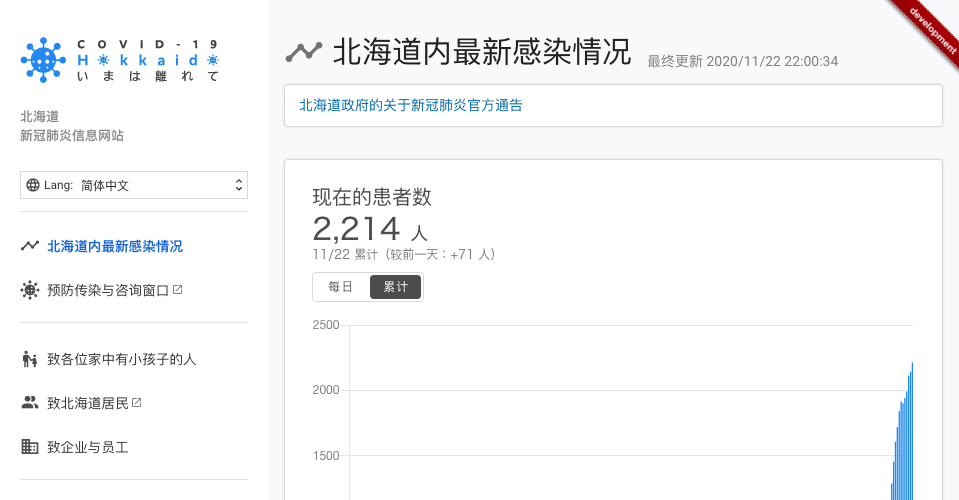 COVID-19
Hokkaido
いまは離れて
北海道
新冠肺炎信息网站
Lang: 简体中文
北海道内最新感染情况
预防传染与咨询窗口
致各位家中有小孩子的人
致北海道居民
致企业与员工
development
北海道内最新感染情况
最终更新 2020/11/22 22:00:34
北海道政府的关于新冠肺炎官方通告
现在的患者数
2,214 人
11/22 累计（较前一天：+71 人）
每日 累计
2500
2000
1500